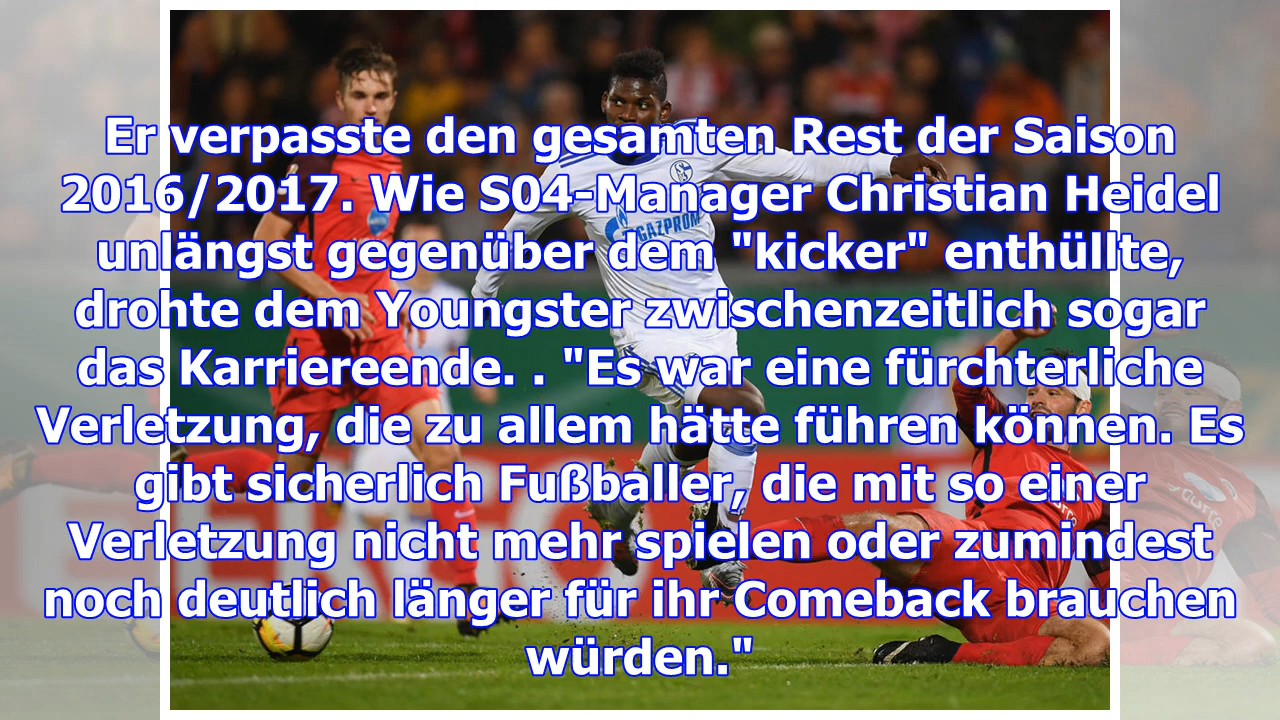 Er verpasste den gesamten Rest der Saison
2016/2017. Wie S04-Manager Christian Heidel
unlängst gegenüber dem "kicker" enthüllte,
drohte dem Youngster zwischenzeitlich sogar
das Karriereende. . "Es war eine fürchterliche
Verletzung, die zu allem hätte führen können. Es
gibt sicherlich Fußballer, die mit so einer
Verletzung nicht mehr spielen oder zumindest
noch deutlich länger für ihr Comeback brauchen
würden."
GAZPROM